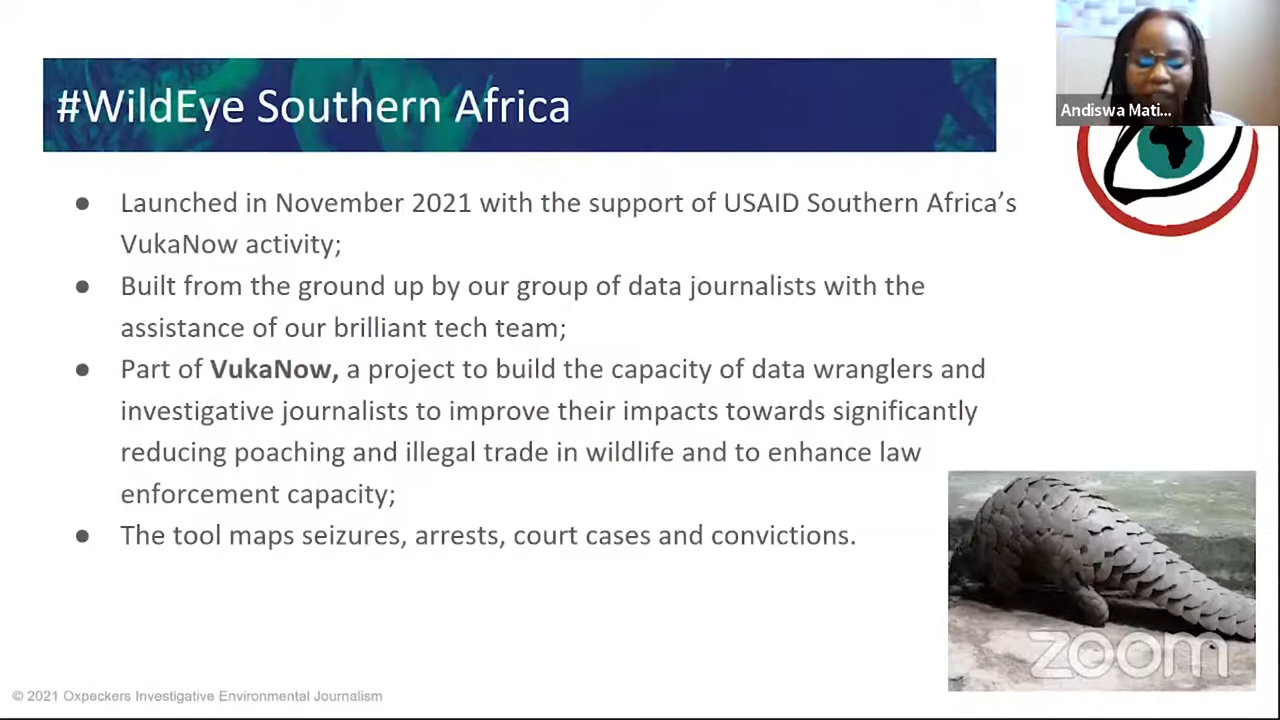 #WildEye Southern Africa
Andiswa Mati...
● Launched in November 2021 with the support of USAID Southern Africa’s
VukaNow activity;
● Built from the ground up by our group of data journalists with the
assistance of our brilliant tech team;
● Part of VukaNow, a project to build the capacity of data wranglers and
investigative journalists to improve their impacts towards significantly
reducing poaching and illegal trade in wildlife and to enhance law
enforcement capacity;
● The tool maps seizures, arrests, court cases and convictions.
zoom
© 2021 Oxpeckers Investigative Environmental Journalism